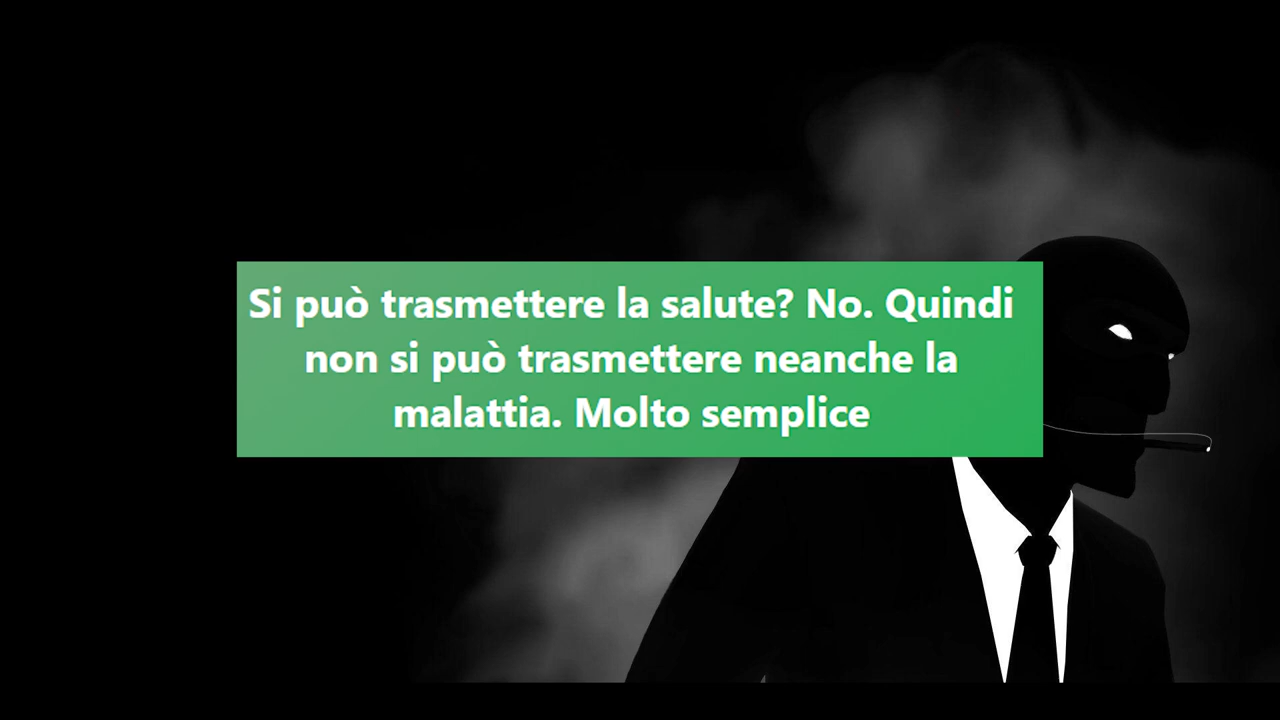 Si può trasmettere la salute? No. Quindi
non si può trasmettere neanche la
malattia. Molto semplice